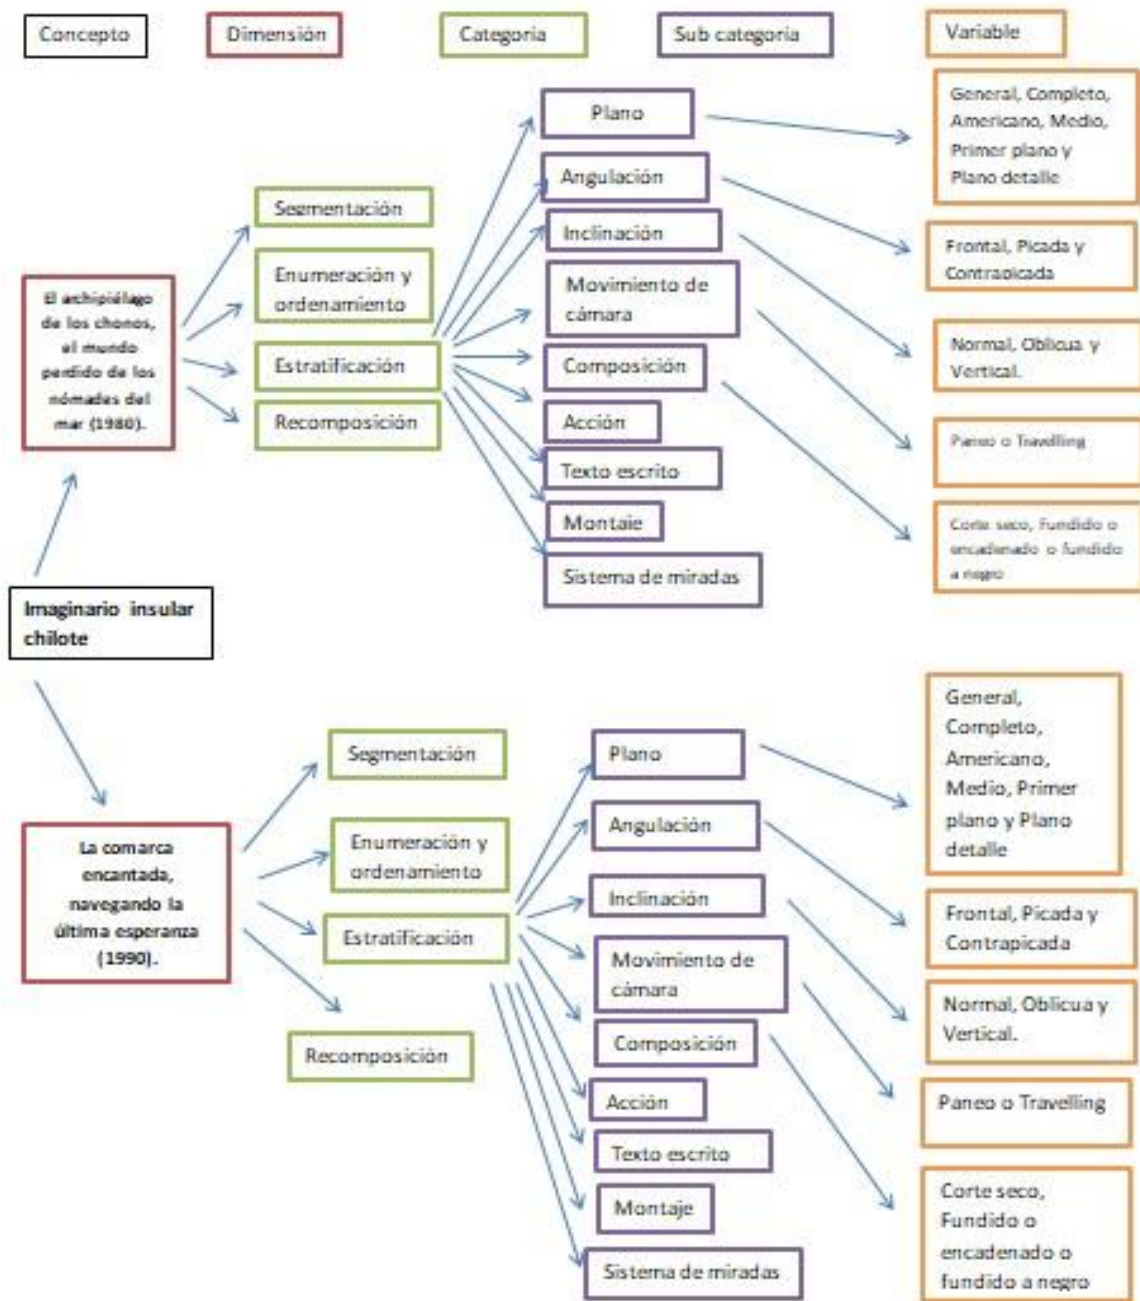 Concepto
Dimensión
Categoria
Sub categoria
Variable
Plano
General, Completo,
Americano, Medio,
Primer plano y
Plano detalle
Angulación
Segmentación
Inclinación
Frontal, Picada y
Contrapicada
Enumeración y
ordenamiento
Movimiento de
cámara
El archipiélago
de los chonos,
el mundo
perdido de los
nómades del
mar (1980).
Estratificación
Composición
Normal, Oblicua y
Vertical.
Recomposición
Acción
Paneo o Travelling
Texto escrito
Montaje
Corte seco, Fundido o
encadenado o fundido
a negro
Sistema de miradas
Imaginario insular
chilote
Segmentación
Plano
General,
Completo,
Americano,
Medio, Primer
plano y Plano
detalle
Angulación
Enumeración y
ordenamiento
La comarca
encantada,
navegando la
última esperanza
(1990).
Inclinación
Frontal, Picada y
Contrapicada
Estratificación
Movimiento de
cámara
Normal, Oblicua y
Vertical.
Recomposición
Composición
Acción
Paneo o Travelling
Texto escrito
Montaje
Corte seco,
Fundido o
encadenado o
fundido a negro
Sistema de miradas